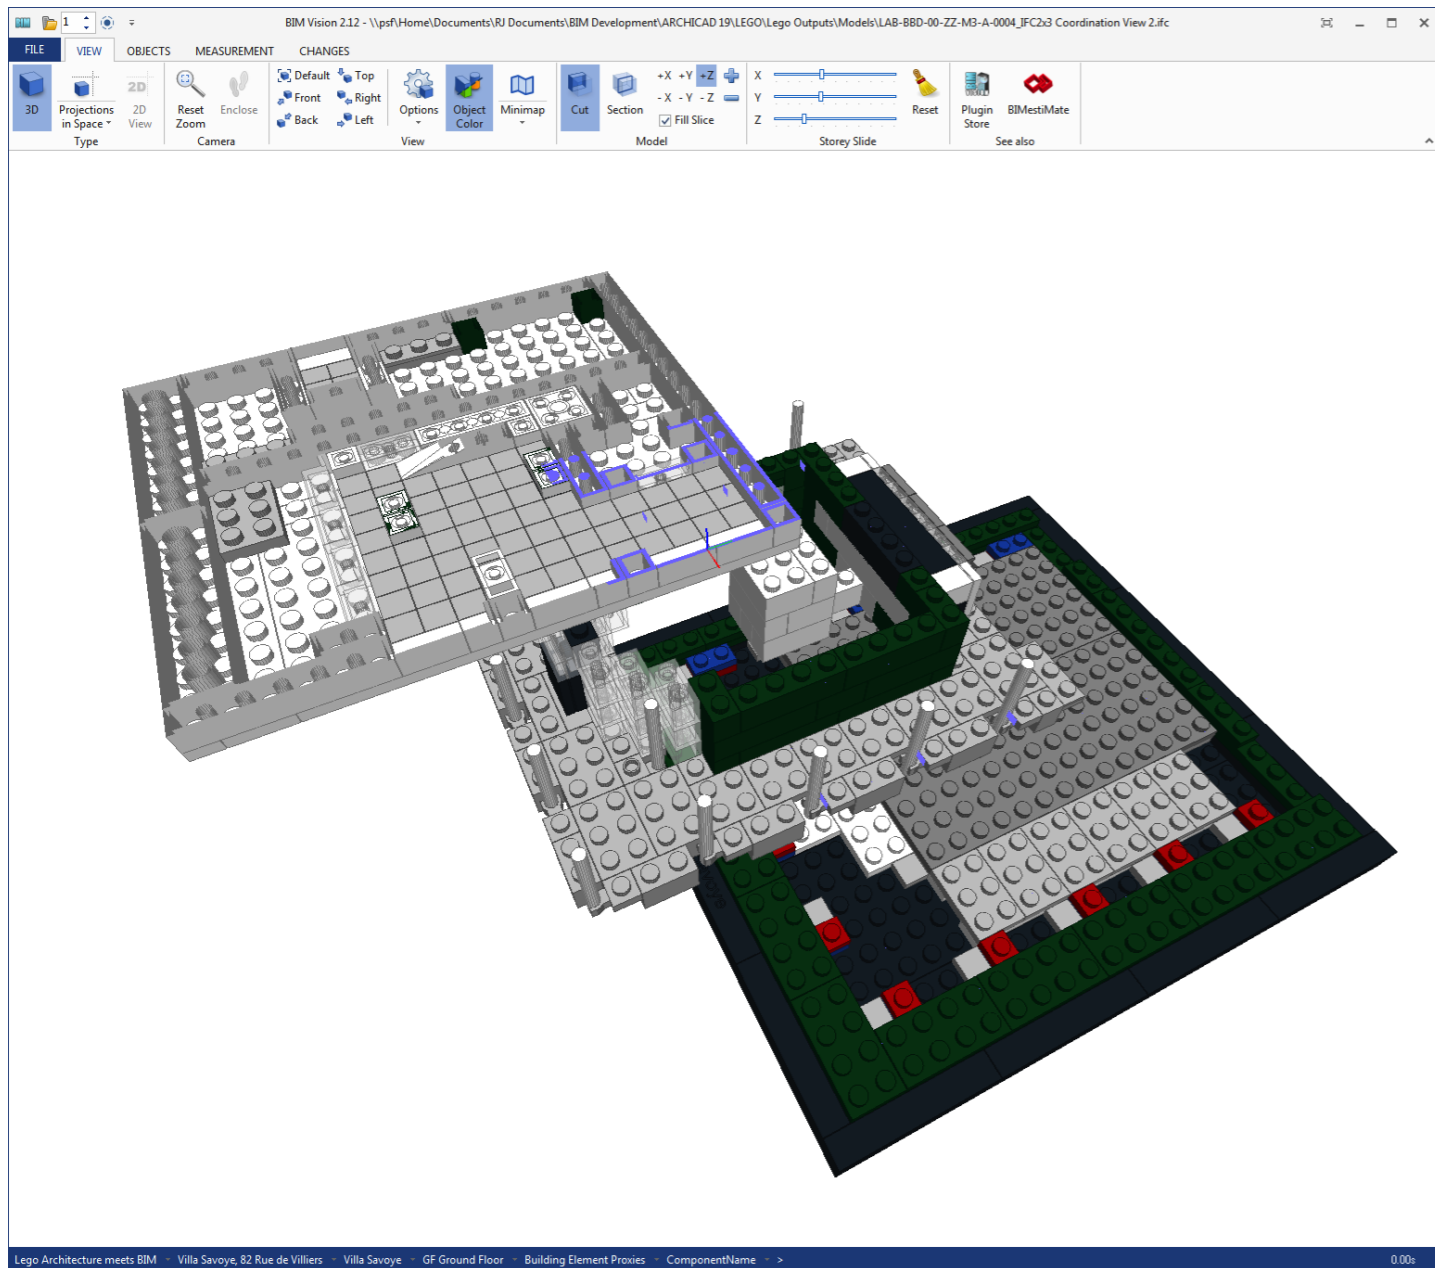 1
BIM Vision 2.12 - \\psf\Home\Documents\RJ Documents\BIM Development\ARCHICAD 19\LEGO\Lego Outputs\Models\LAB-BBD-00-ZZ-M3-A-0004_IFC2x3 Coordination View 2.ifc
FILE VIEW OBJECTS MEASUREMENT CHANGES
3D
Projections in Space
2D
2D View
Type
Reset Zoom
Enclose
Camera
Default Top
Front Right
Back Left
Options
Object Color
Minimap
View
Cut
Section
+X +Y +Z
-X -Y -Z
Fill Slice
Model
X
Y
Z
Reset
Storey Slide
Plugin Store
BIMestiMate
See also
Lego Architecture meets BIM Villa Savoye, 82 Rue de Villiers Villa Savoye GF Ground Floor Building Element Proxies ComponentName > 0.00s